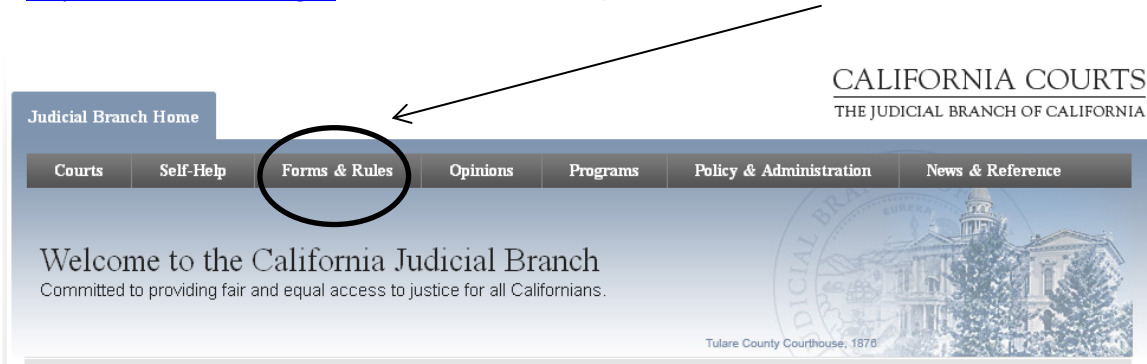 CALIFORNIA COURTS
THE JUDICIAL BRANCH OF CALIFORNIA
Judicial Branch Home
Courts Self-Help Forms & Rules Opinions Programs Policy & Administration News & Reference
EUREKA
Welcome to the California Judicial Branch
Committed to providing fair and equal access to justice for all Californians.
Tulare County Courthouse, 1876